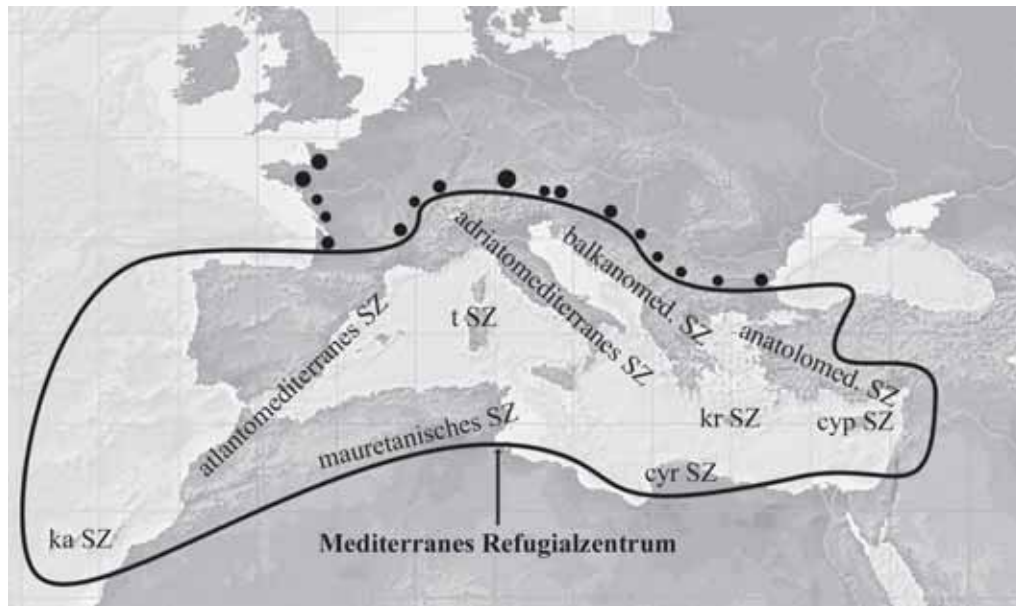 adriatomediterranes SZ
balkanomed. SZ
atlantomediterranes SZ
t SZ
anatolomed. SZ
mauretanisches SZ
kr SZ
cyp SZ
cyr SZ
ka SZ
Mediterranes Refugialzentrum